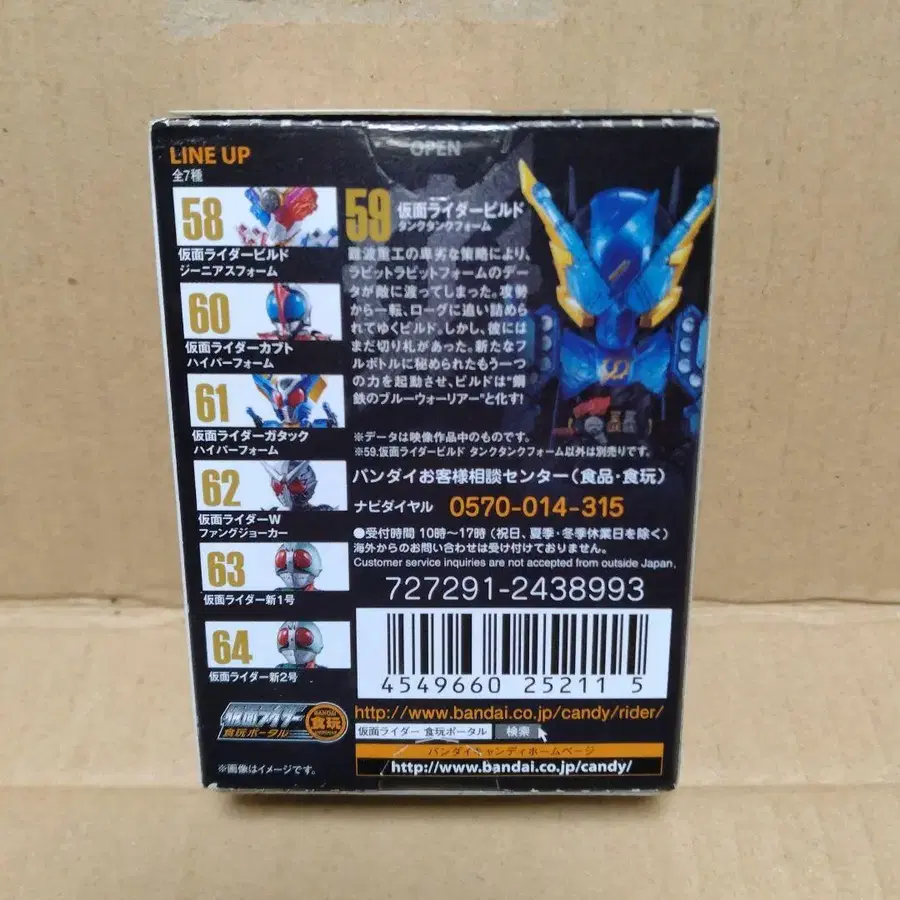 LINE UP
全7種
OPEN
58
仮面ライダービルド
ジーニアスフォーム
60
仮面ライダーカブト
ハイパーフォーム
61
仮面ライダーガタック
ハイパーフォーム
62
仮面ライダーW
ファングジョーカー
63
仮面ライダー新1号
64
仮面ライダー新2号
59 仮面ライダービルド
タンクタンクフォーム
難波重工の卑劣な策略により、
ラビットラビットフォームのデー
タが敵に渡ってしまった。攻勢
から一転、ローグに追い詰めら
れてゆくビルド。しかし、彼には
まだ切り札があった。新たなフ
ルボトルに秘められたもう一つ
の力を起動させ、ビルドは"鋼
鉄のブルーウォーリアー"と化す!
※データは映像作品中のものです。
※59.仮面ライダービルド タンクタンクフォーム以外は別売りです。
バンダイお客様相談センター(食品・食玩)
ナビダイヤル 0570-014-315
●受付時間 10時〜17時(祝日、夏季・冬季休業日を除く)
海外からのお問い合わせは受け付けておりません。
Customer service inquiries are not accepted from outside Japan.
727291-2438993
4549660 25211 5
仮面ライダー
食玩ポータル
BANDAI
食玩
http://www.bandai.co.jp/candy/rider/
仮面ライダー 食玩ポータル 検索
バンダイキャンディホームページ
http://www.bandai.co.jp/candy/
※画像はイメージです。